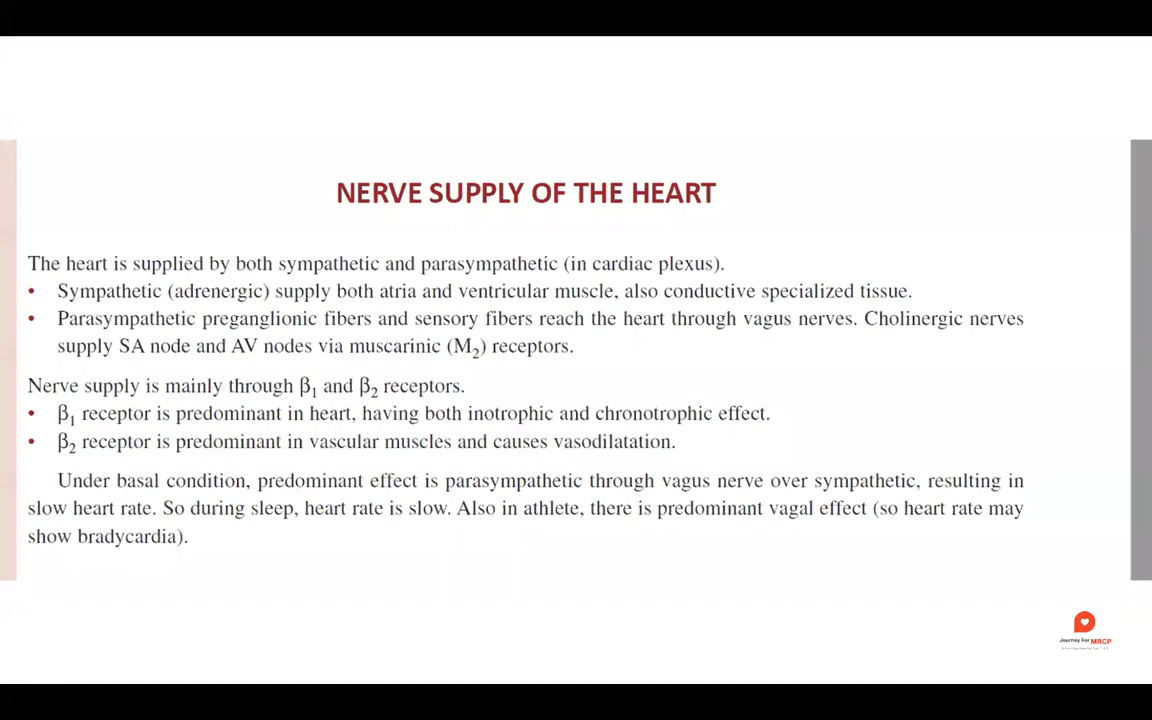 NERVE SUPPLY OF THE HEART
The heart is supplied by both sympathetic and parasympathetic (in cardiac plexus).
• Sympathetic (adrenergic) supply both atria and ventricular muscle, also conductive specialized tissue.
• Parasympathetic preganglionic fibers and sensory fibers reach the heart through vagus nerves. Cholinergic nerves
supply SA node and AV nodes via muscarinic (M₂) receptors.
Nerve supply is mainly through β₁ and β₂ receptors.
• β₁ receptor is predominant in heart, having both inotrophic and chronotrophic effect.
• β₂ receptor is predominant in vascular muscles and causes vasodilatation.
Under basal condition, predominant effect is parasympathetic through vagus nerve over sympathetic, resulting in
slow heart rate. So during sleep, heart rate is slow. Also in athlete, there is predominant vagal effect (so heart rate may
show bradycardia).
Journey For MRCP